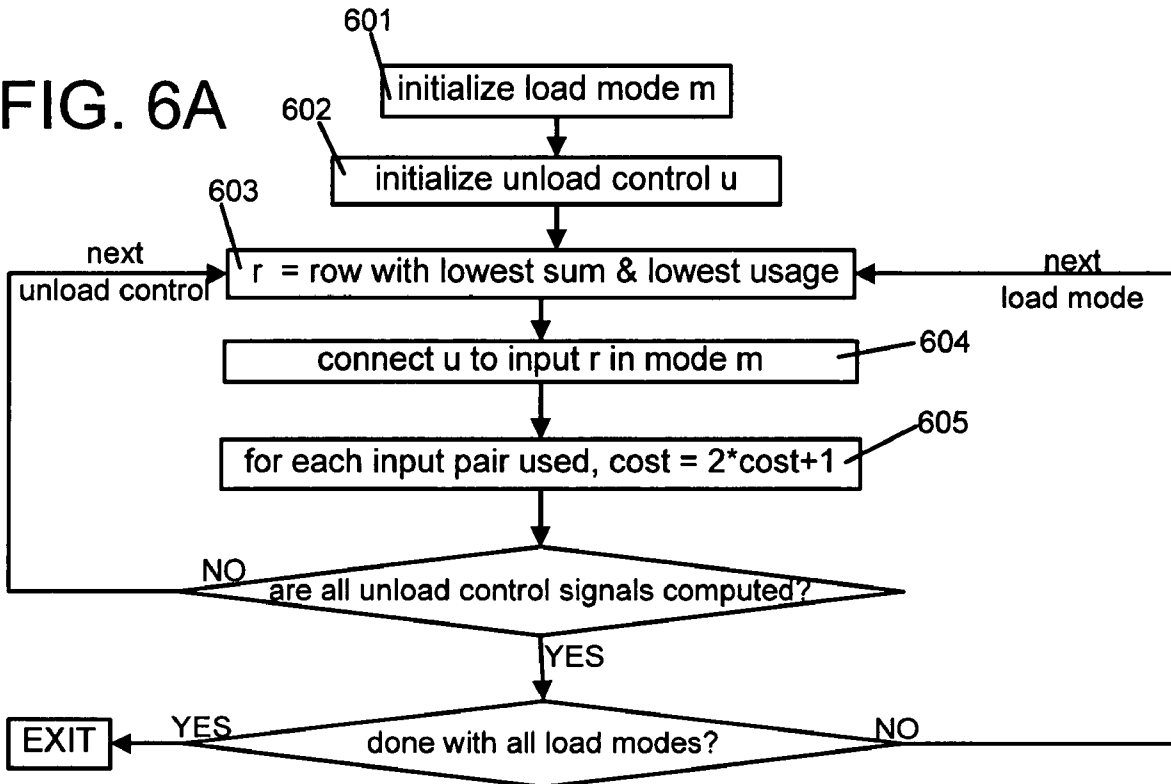 601
FIG. 6A
initialize load mode m
602
initialize unload control u
603
next
unload control
r = row with lowest sum & lowest usage
next
load mode
connect u to input r in mode m
604
605
for each input pair used, cost = 2*cost+1
NO
are all unload control signals computed?
YES
EXIT
YES
done with all load modes?
NO